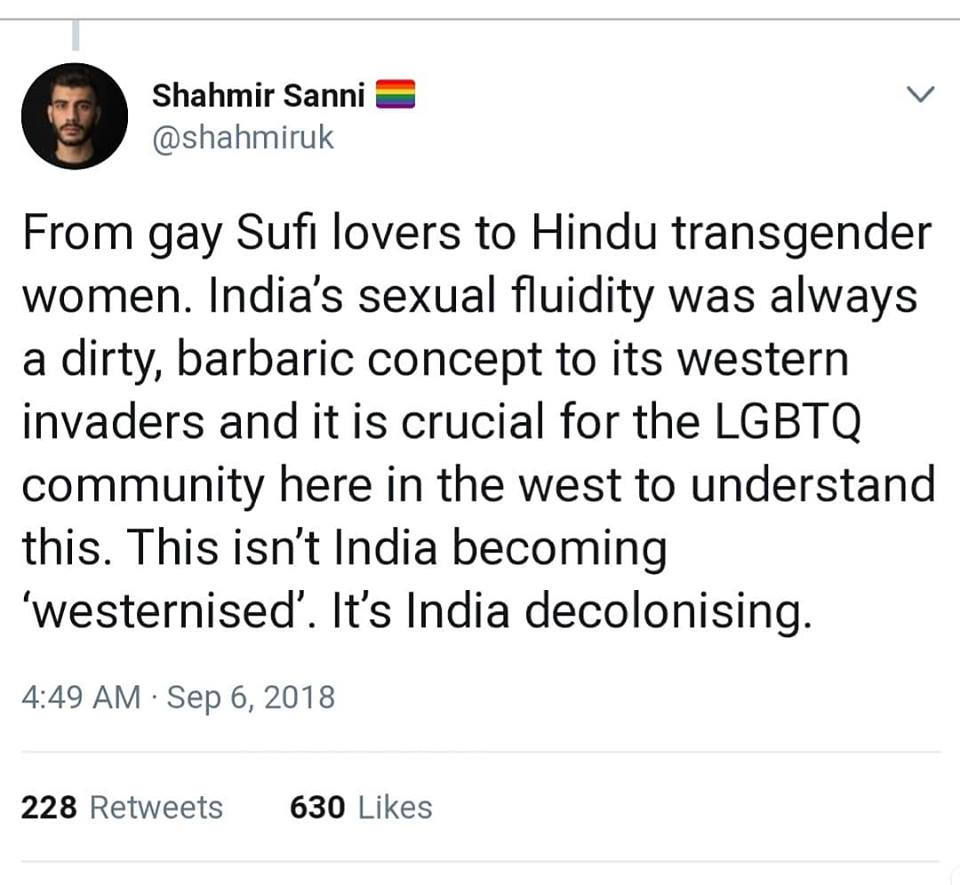 Shahmir Sanni 🏳️‍🌈
@shahmiruk
From gay Sufi lovers to Hindu transgender
women. India’s sexual fluidity was always
a dirty, barbaric concept to its western
invaders and it is crucial for the LGBTQ
community here in the west to understand
this. This isn’t India becoming
‘westernised’. It’s India decolonising.
4:49 AM · Sep 6, 2018
228 Retweets 630 Likes